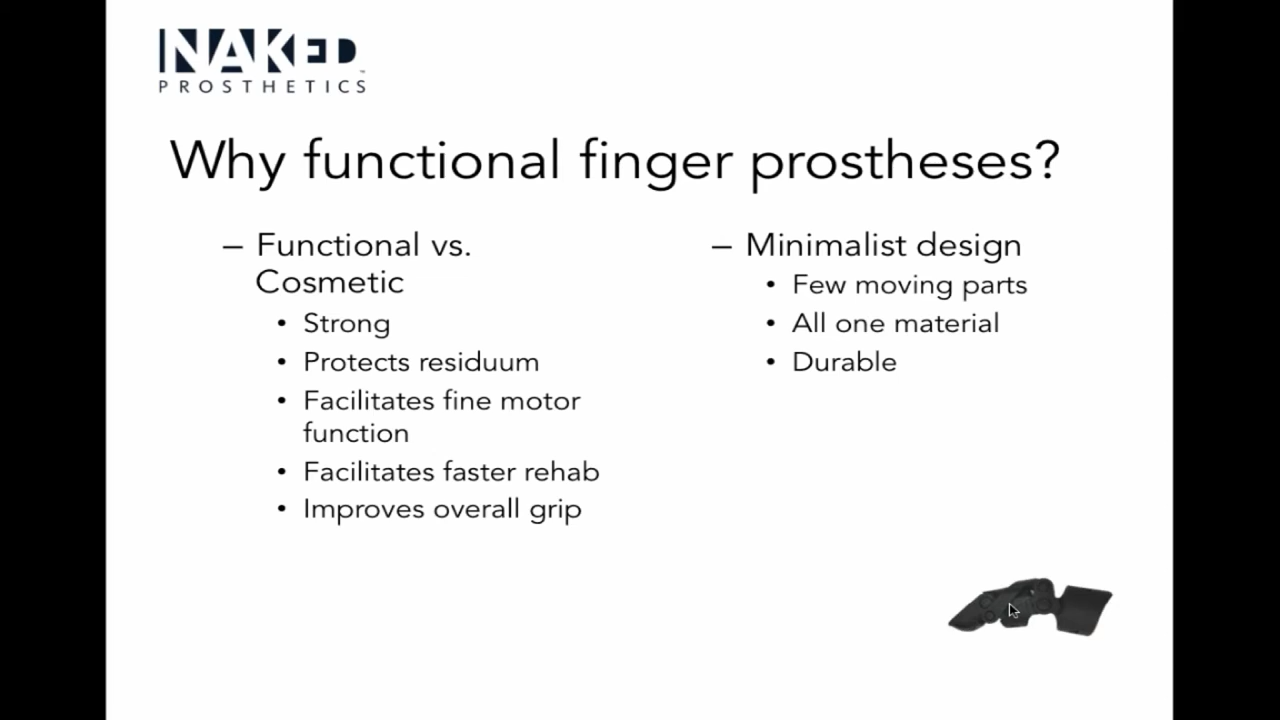 NAKED
PROSTHETICS
Why functional finger prostheses?
– Functional vs.
Cosmetic
• Strong
• Protects residuum
• Facilitates fine motor
function
• Facilitates faster rehab
• Improves overall grip
– Minimalist design
• Few moving parts
• All one material
• Durable